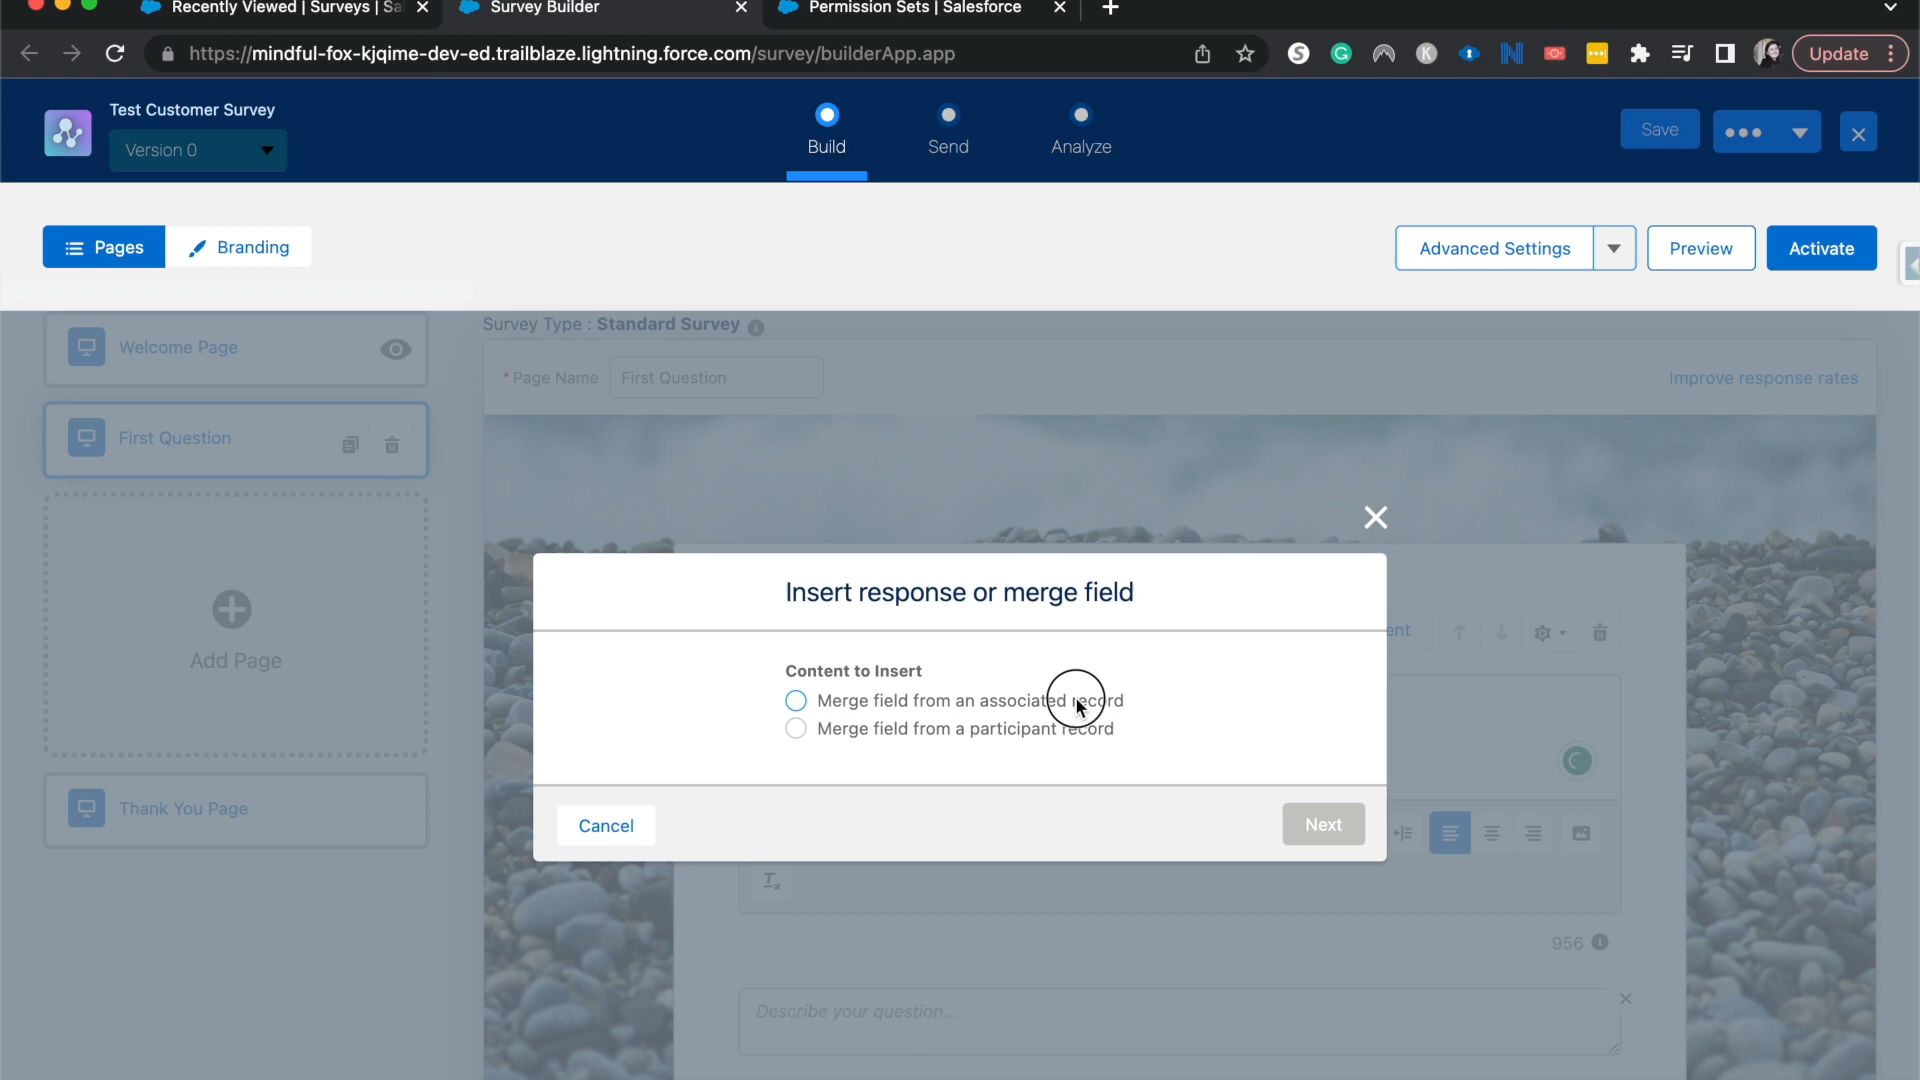 Recently Viewed | Surveys | Sa
Survey Builder
Permission Sets | Salesforce
https://mindful-fox-kjqime-dev-ed.trailblaze.lightning.force.com/survey/builderApp.app
Update
Test Customer Survey
Version 0
Build
Send
Analyze
Save
Pages
Branding
Advanced Settings
Preview
Activate
Survey Type : Standard Survey
Welcome Page
* Page Name
First Question
Improve response rates
First Question
Add Page
Thank You Page
Insert response or merge field
ent
Content to Insert
Merge field from an associated record
Merge field from a participant record
Cancel
Next
956
Describe your question...